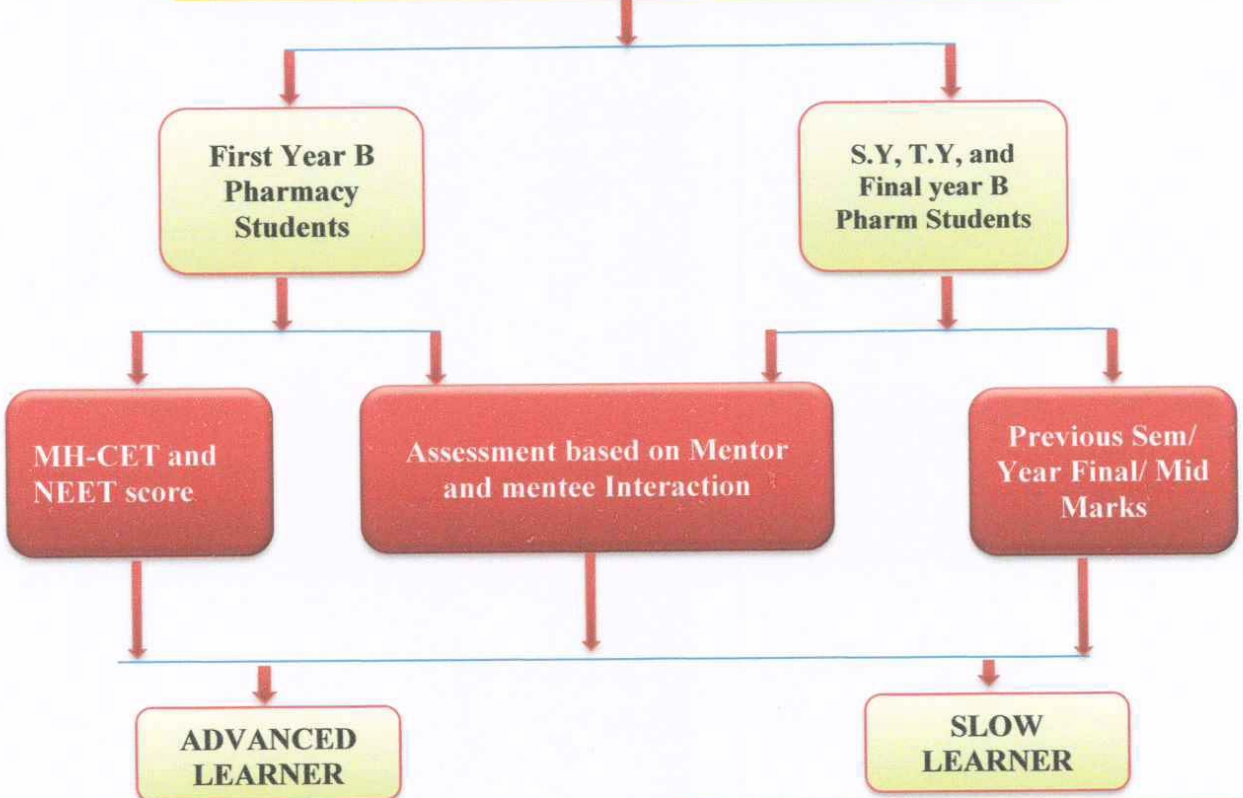 First Year B
Pharmacy
Students
S.Y, T.Y, and
Final year B
Pharm Students
MH-CET and
NEET score
Assessment based on Mentor
and mentee Interaction
Previous Sem/
Year Final/ Mid
Marks
ADVANCED
LEARNER
SLOW
LEARNER